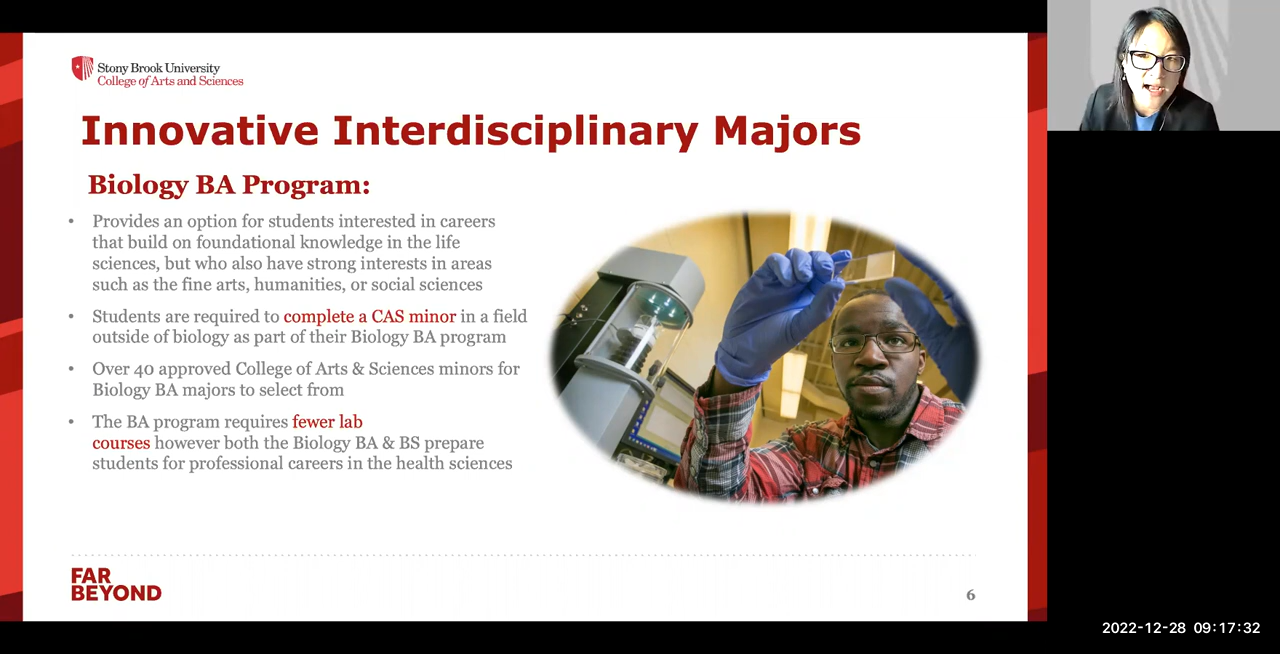 Stony Brook University
College of Arts and Sciences
Innovative Interdisciplinary Majors
Biology BA Program:
• Provides an option for students interested in careers
that build on foundational knowledge in the life
sciences, but who also have strong interests in areas
such as the fine arts, humanities, or social sciences
• Students are required to complete a CAS minor in a field
outside of biology as part of their Biology BA program
• Over 40 approved College of Arts & Sciences minors for
Biology BA majors to select from
• The BA program requires fewer lab
courses however both the Biology BA & BS prepare
students for professional careers in the health sciences
FAR
BEYOND
6
2022-12-28 09:17:32